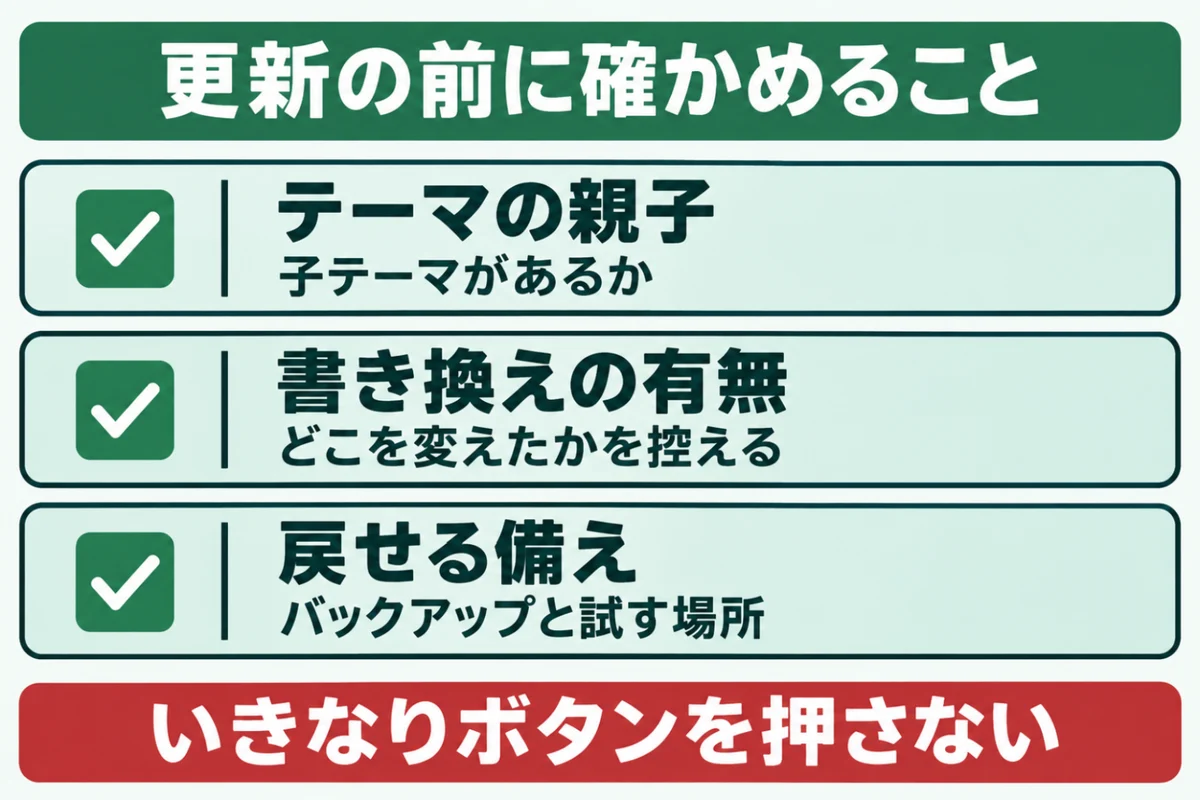 更新の前に確かめること
テーマの親子
子テーマがあるか
書き換えの有無
どこを変えたかを控える
戻せる備え
バックアップと試す場所
いきなりボタンを押さない